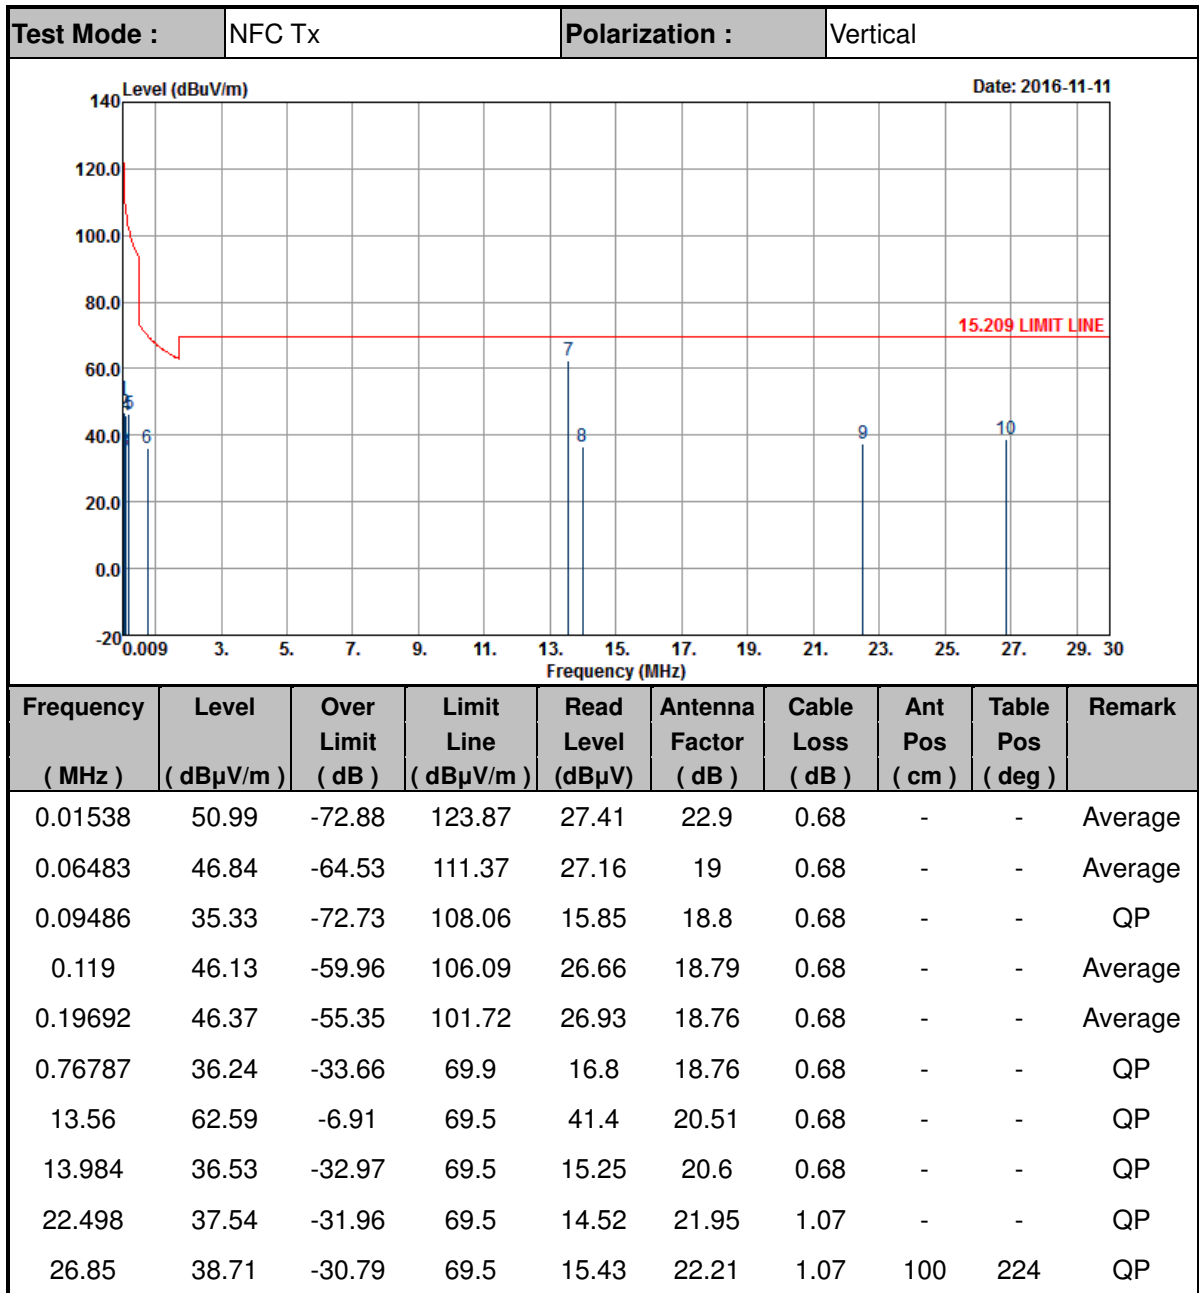 Test Mode : NFC Tx Polarization : Vertical
Level (dBuV/m) Date: 2016-11-11
140
120.0
100.0
80.0
15.209 LIMIT LINE
7
60.0
5
40.0 6 8 9 10
20.0
0.0
-20
0.009 3. 5. 7. 9. 11. 13. 15. 17. 19. 21. 23. 25. 27. 29. 30
Frequency (MHz)
Frequency Level Over Limit Read Antenna Cable Ant Table Remark
Limit Line Level Factor Loss Pos Pos
( MHz ) ( dBµV/m ) ( dB ) ( dBµV/m ) (dBµV) ( dB ) ( dB ) ( cm ) ( deg )
0.01538 50.99 -72.88 123.87 27.41 22.9 0.68 - - Average
0.06483 46.84 -64.53 111.37 27.16 19 0.68 - - Average
0.09486 35.33 -72.73 108.06 15.85 18.8 0.68 - - QP
0.119 46.13 -59.96 106.09 26.66 18.79 0.68 - - Average
0.19692 46.37 -55.35 101.72 26.93 18.76 0.68 - - Average
0.76787 36.24 -33.66 69.9 16.8 18.76 0.68 - - QP
13.56 62.59 -6.91 69.5 41.4 20.51 0.68 - - QP
13.984 36.53 -32.97 69.5 15.25 20.6 0.68 - - QP
22.498 37.54 -31.96 69.5 14.52 21.95 1.07 - - QP
26.85 38.71 -30.79 69.5 15.43 22.21 1.07 100 224 QP